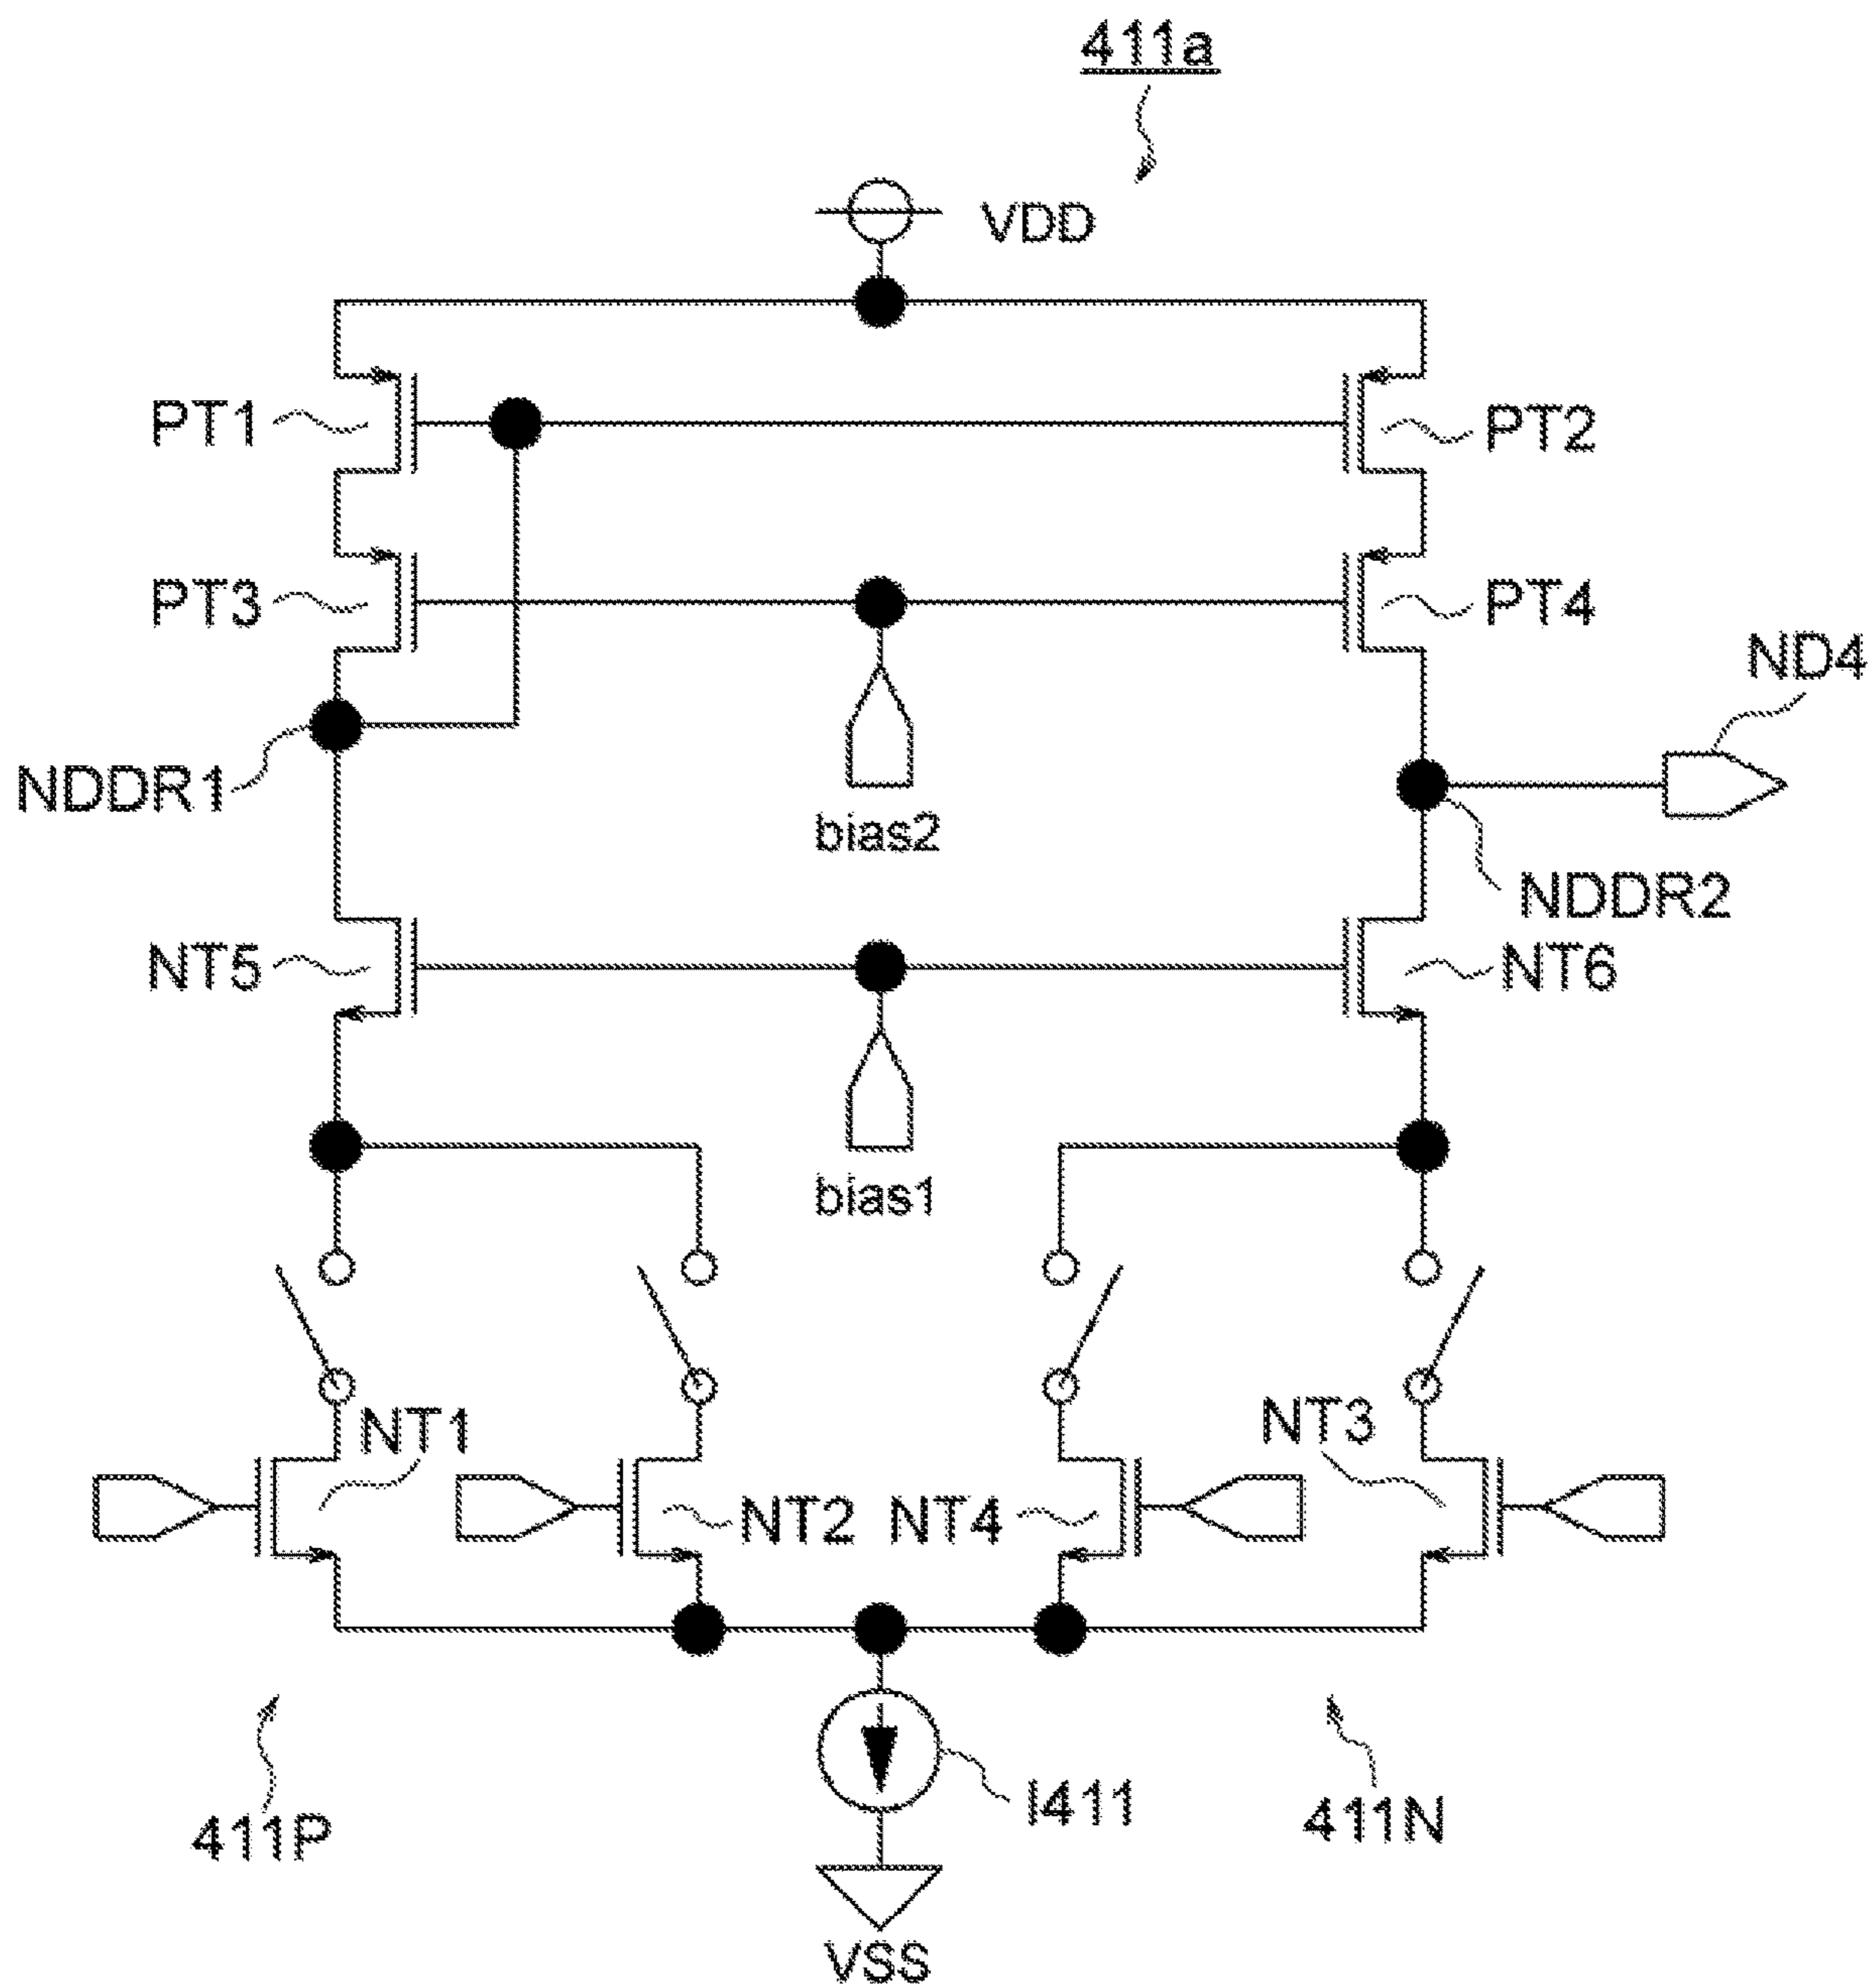 411a
VDD
PT1
PT2
PT3
PT4
ND4
NDDR1
bias2
NDDR2
NT5
NT6
bias1
NT1
NT3
NT2
NT4
I411
411P
411N
VSS